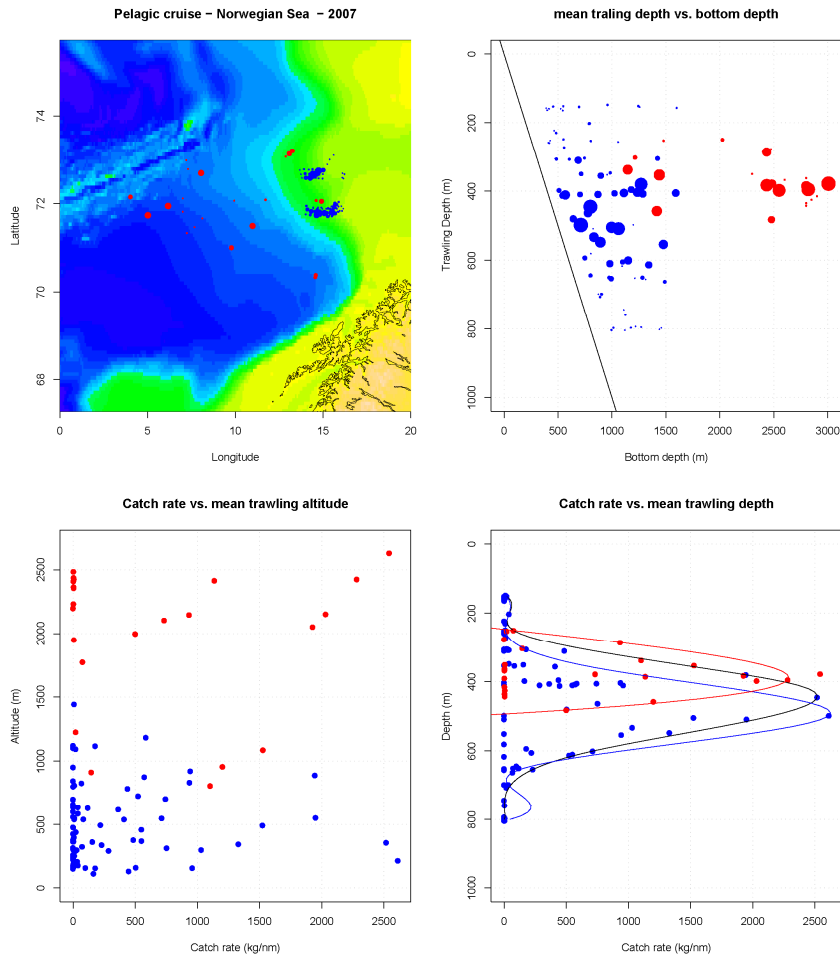 Pelagic cruise − Norwegian Sea − 2007
74
72
70
68
Latitude
0 5 10 15 20
Longitude
mean traling depth vs. bottom depth
0
200
400
600
800
1000
Trawling Depth (m)
0 500 1000 1500 2000 2500 3000
Bottom depth (m)
Catch rate vs. mean trawling altitude
2500
2000
1500
1000
500
0
Altitude (m)
0 500 1000 1500 2000 2500
Catch rate (kg/nm)
Catch rate vs. mean trawling depth
0
200
400
600
800
1000
Depth (m)
0 500 1000 1500 2000 2500
Catch rate (kg/nm)